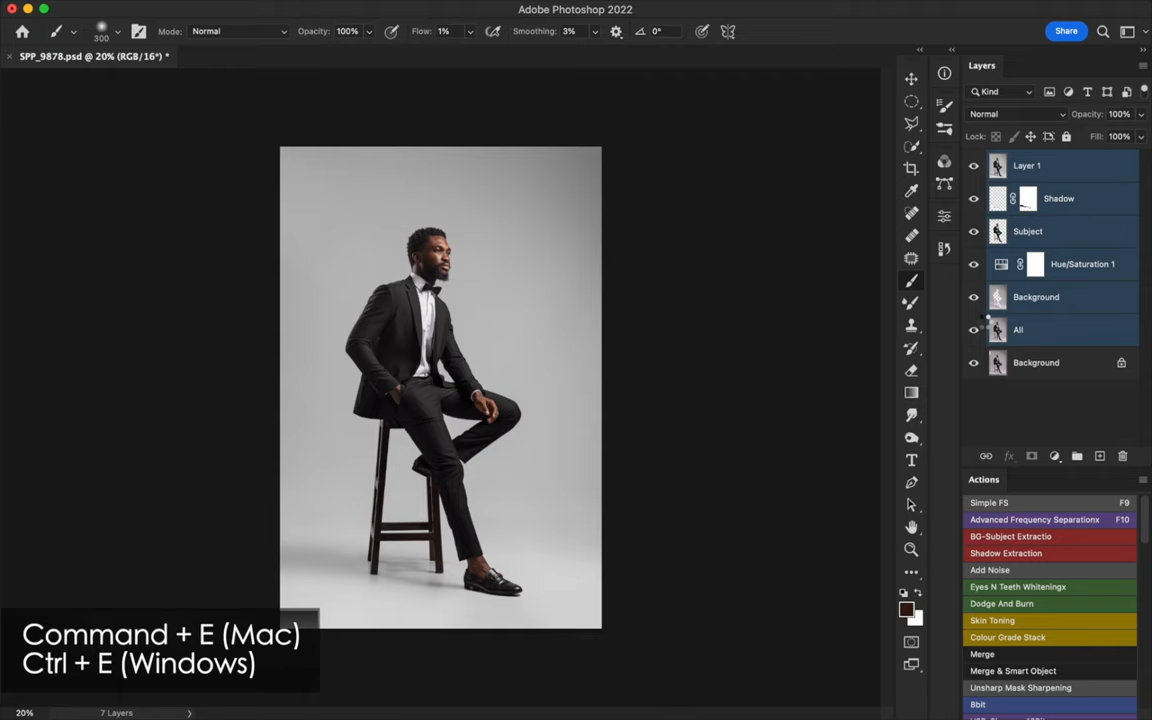 Adobe Photoshop 2022
300
Mode: Normal
Opacity: 100%
Flow: 1%
Smoothing: 3%
0°
Share
SPP_9878.psd @ 20% (RGB/16*) *
Layers
Kind
Normal
Opacity: 100%
Lock:
Fill: 100%
Layer 1
Shadow
Subject
Hue/Saturation 1
Background
All
Background
Actions
Simple FS F9
Advanced Frequency Separationx F10
BG-Subject Extractio
Shadow Extraction
Add Noise
Eyes N Teeth Whiteningx
Dodge And Burn
Skin Toning
Colour Grade Stack
Merge
Merge & Smart Object
Unsharp Mask Sharpening
8bit
Command + E (Mac)
Ctrl + E (Windows)
20%
7 Layers